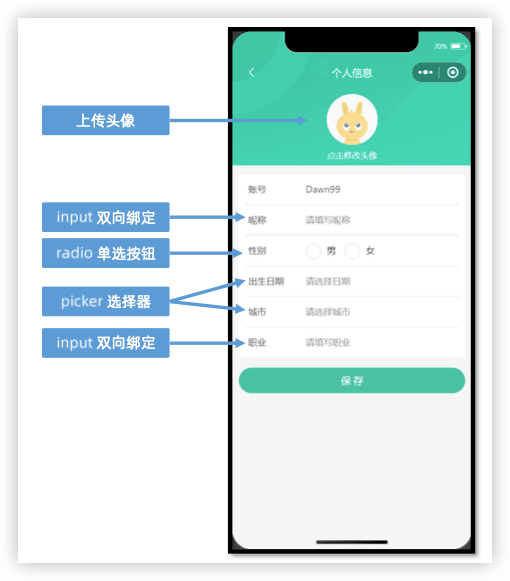 70%
个人信息
上传头像
点击修改头像
账号 Dawn99
input 双向绑定
昵称 请填写昵称
radio 单选按钮
性别 男 女
picker 选择器
出生日期 请选择日期
城市 请选择城市
input 双向绑定
职业 请填写职业
保存